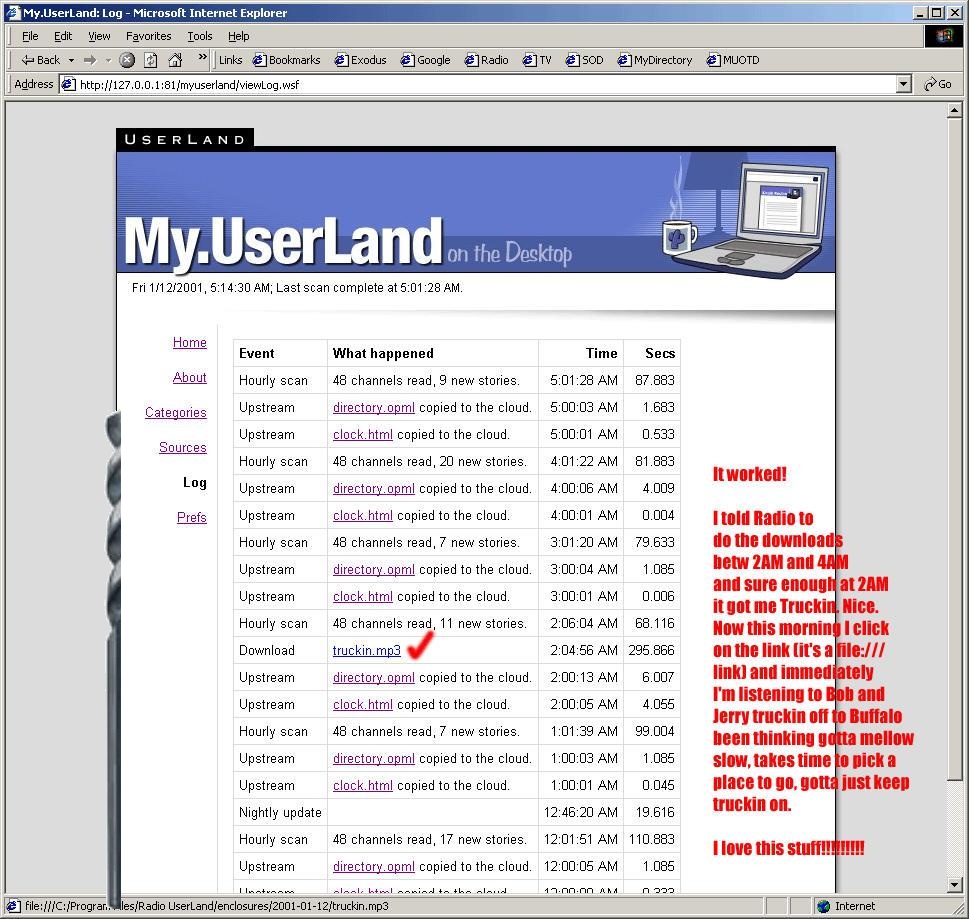 My.UserLand: Log - Microsoft Internet Explorer
File Edit View Favorites Tools Help
Back » Links Bookmarks Exodus Google Radio TV SOD MyDirectory MUOTD
Address http://127.0.0.1:81/myuserland/viewLog.wsf Go
USERLAND
My.UserLand on the Desktop
Fri 1/12/2001, 5:14:30 AM; Last scan complete at 5:01:28 AM.
Home
About
Categories
Sources
Log
Prefs
Event What happened Time Secs
Hourly scan 48 channels read, 9 new stories. 5:01:28 AM 87.883
Upstream directory.opml copied to the cloud. 5:00:03 AM 1.683
Upstream clock.html copied to the cloud. 5:00:01 AM 0.533
Hourly scan 48 channels read, 20 new stories. 4:01:22 AM 81.883
Upstream directory.opml copied to the cloud. 4:00:06 AM 4.009
Upstream clock.html copied to the cloud. 4:00:01 AM 0.004
Hourly scan 48 channels read, 7 new stories. 3:01:20 AM 79.633
Upstream directory.opml copied to the cloud. 3:00:04 AM 1.085
Upstream clock.html copied to the cloud. 3:00:01 AM 0.006
Hourly scan 48 channels read, 11 new stories. 2:06:04 AM 68.116
Download truckin.mp3 2:04:56 AM 295.866
Upstream directory.opml copied to the cloud. 2:00:13 AM 6.007
Upstream clock.html copied to the cloud. 2:00:05 AM 4.055
Hourly scan 48 channels read, 7 new stories. 1:01:39 AM 99.004
Upstream directory.opml copied to the cloud. 1:00:03 AM 1.085
Upstream clock.html copied to the cloud. 1:00:01 AM 0.045
Nightly update 12:46:20 AM 19.616
Hourly scan 48 channels read, 17 new stories. 12:01:51 AM 110.883
Upstream directory.opml copied to the cloud. 12:00:05 AM 1.085
Upstream clock.html copied to the cloud.
It worked!
I told Radio to
do the downloads
betw 2AM and 4AM
and sure enough at 2AM
it got me Truckin. Nice.
Now this morning I click
on the link (it's a file:///
link) and immediately
I'm listening to Bob and
Jerry truckin off to Buffalo
been thinking gotta mellow
slow, takes time to pick a
place to go, gotta just keep
truckin on.
I love this stuff!!!!!!!!!
file:///C:/Program Files/Radio UserLand/enclosures/2001-01-12/truckin.mp3 Internet